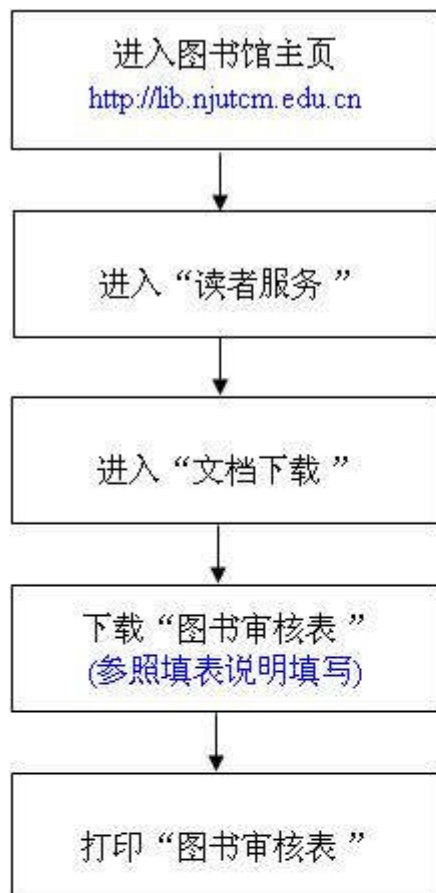 进入图书馆主页
http://lib.njutcm.edu.cn
进入“读者服务 ”
进入“文档下载 ”
下载“图书审核表 ”
(参照填表说明填写)
打印“图书审核表 ”